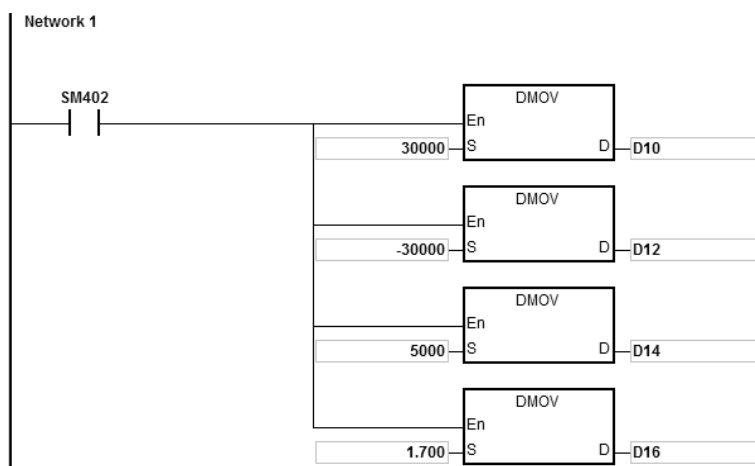 Network 1
SM402
DMOV
En
30000 S D D10
DMOV
En
-30000 S D D12
DMOV
En
5000 S D D14
DMOV
En
1.700 S D D16